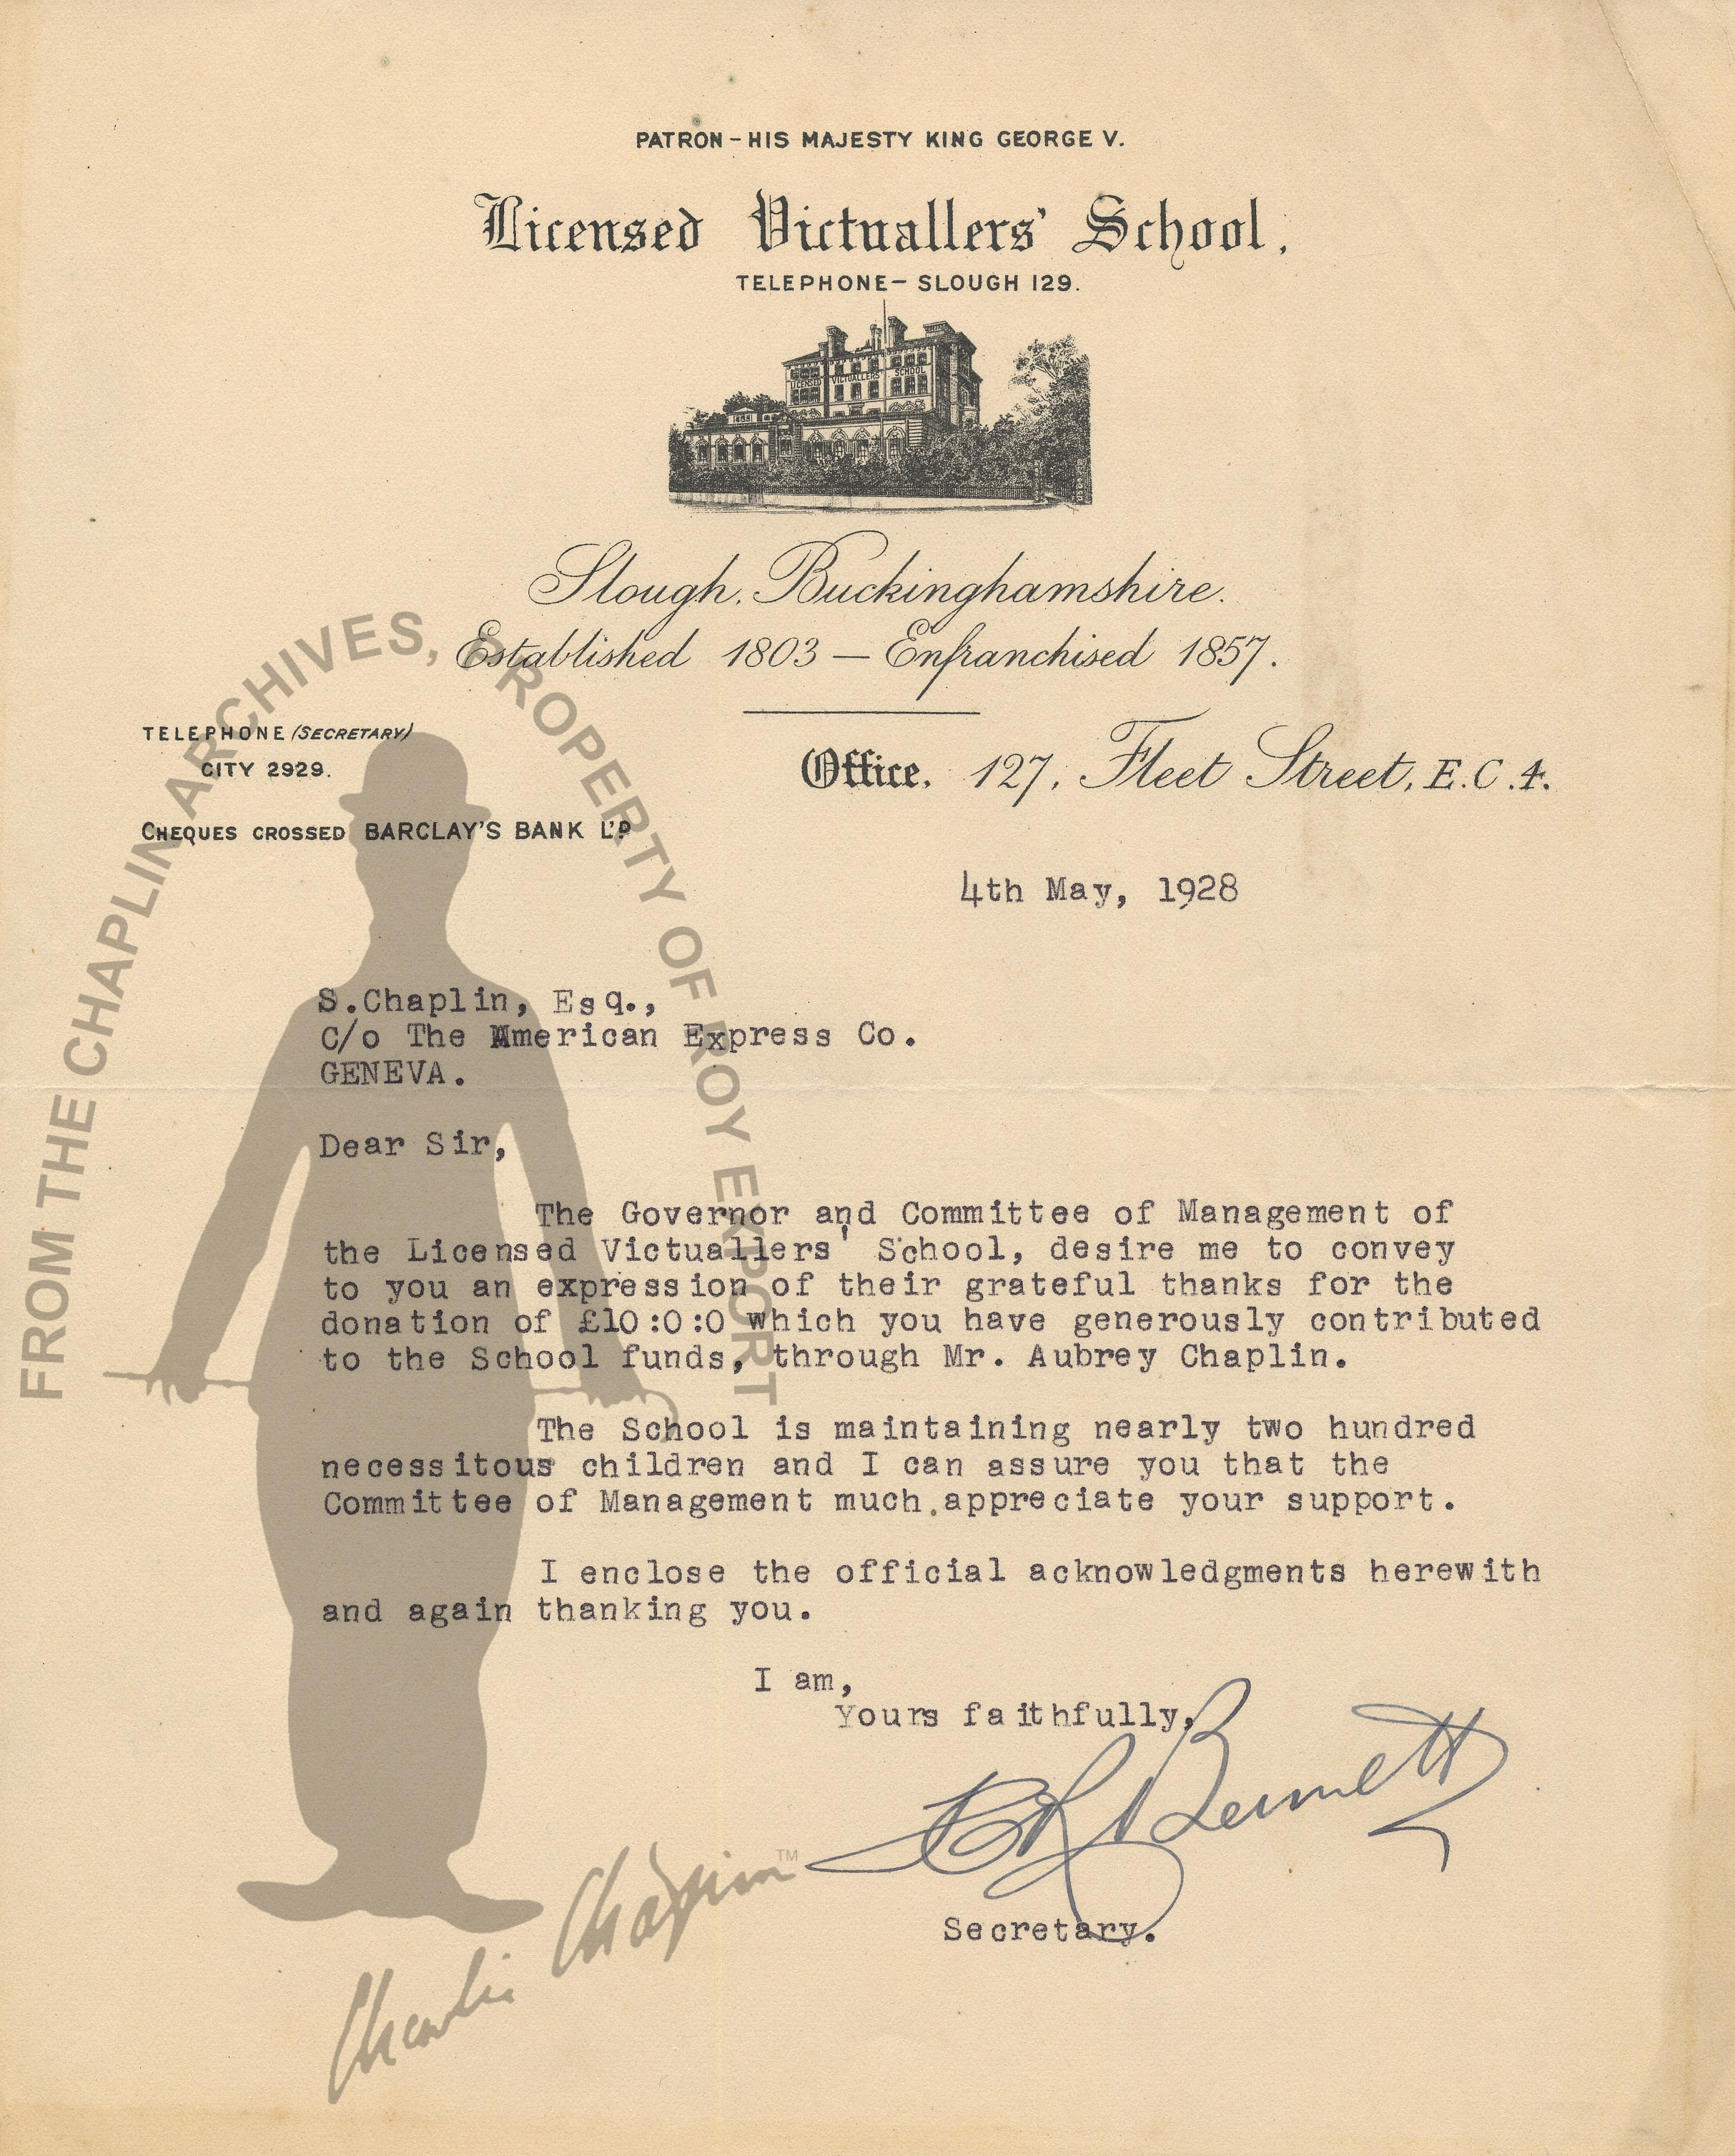 PATRON - HIS MAJESTY KING GEORGE V.
Licensed Victuallers' School,
TELEPHONE - SLOUGH 129.
LICENSED VICTUALLERS SCHOOL
Slough, Buckinghamshire.
Established 1803 — Enfranchised 1857.
TELEPHONE (SECRETARY)
CITY 2929.
CHEQUES CROSSED BARCLAY'S BANK LTD
Office, 127, Fleet Street, E.C.4.
4th May, 1928
S.Chaplin, Esq.,
C/o The American Express Co.
GENEVA.
Dear Sir,
The Governor and Committee of Management of
the Licensed Victuallers' School, desire me to convey
to you an expression of their grateful thanks for the
donation of £10:0:0 which you have generously contributed
to the School funds, through Mr. Aubrey Chaplin.
The School is maintaining nearly two hundred
necessitous children and I can assure you that the
Committee of Management much appreciate your support.
I enclose the official acknowledgments herewith
and again thanking you.
I am,
Yours faithfully,
Bennett
Secretary.
FROM THE CHAPLIN ARCHIVES, PROPERTY OF ROY EXPORT
Charlie Chaplin TM